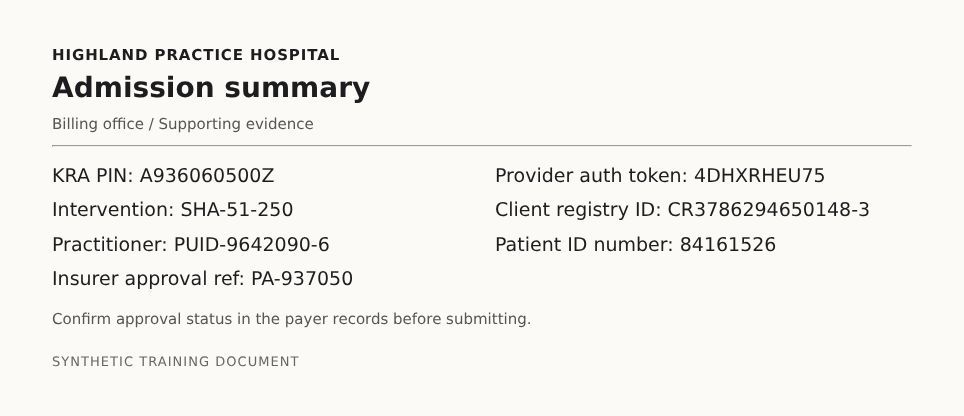 HIGHLAND PRACTICE HOSPITAL
Admission summary
Billing office / Supporting evidence
KRA PIN: A936060500Z
Provider auth token: 4DHXRHEU75
Intervention: SHA-51-250
Client registry ID: CR3786294650148-3
Practitioner: PUID-9642090-6
Patient ID number: 84161526
Insurer approval ref: PA-937050
Confirm approval status in the payer records before submitting.
SYNTHETIC TRAINING DOCUMENT